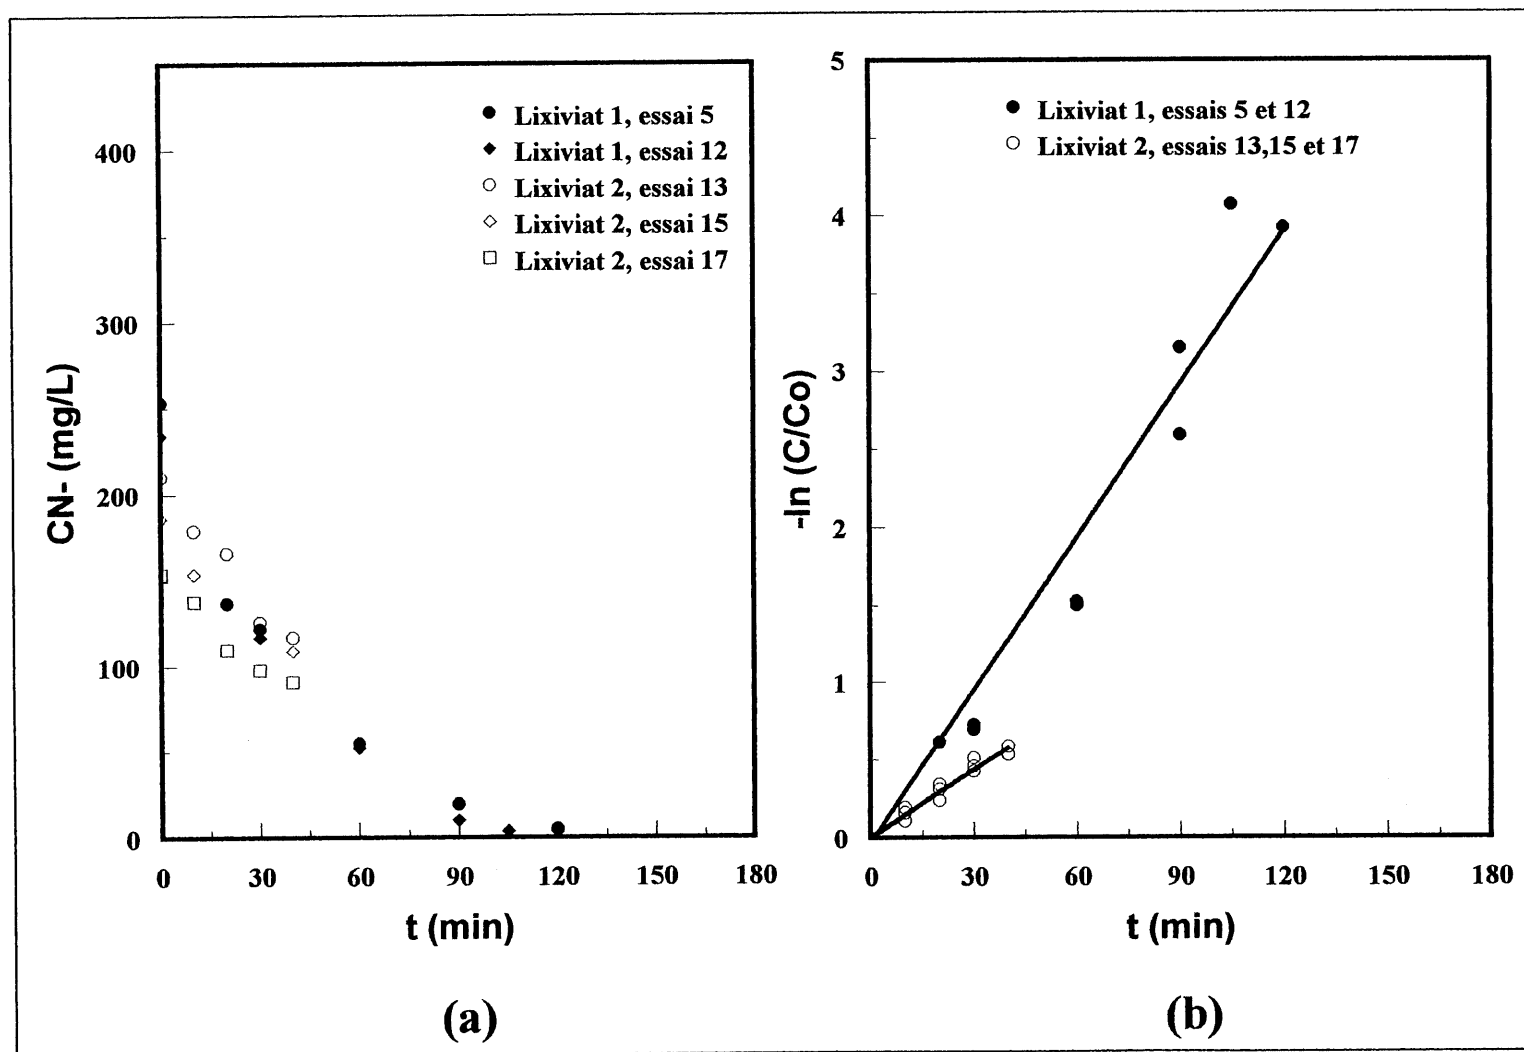 Lixiviat 1, essai 5
Lixiviat 1, essai 12
Lixiviat 2, essai 13
Lixiviat 2, essai 15
Lixiviat 2, essai 17
400
300
200
100
0
CN- (mg/L)
0 30 60 90 120 150 180
t (min)
(a)
Lixiviat 1, essais 5 et 12
Lixiviat 2, essais 13,15 et 17
5
4
3
2
1
0
-ln (C/Co)
0 30 60 90 120 150 180
t (min)
(b)